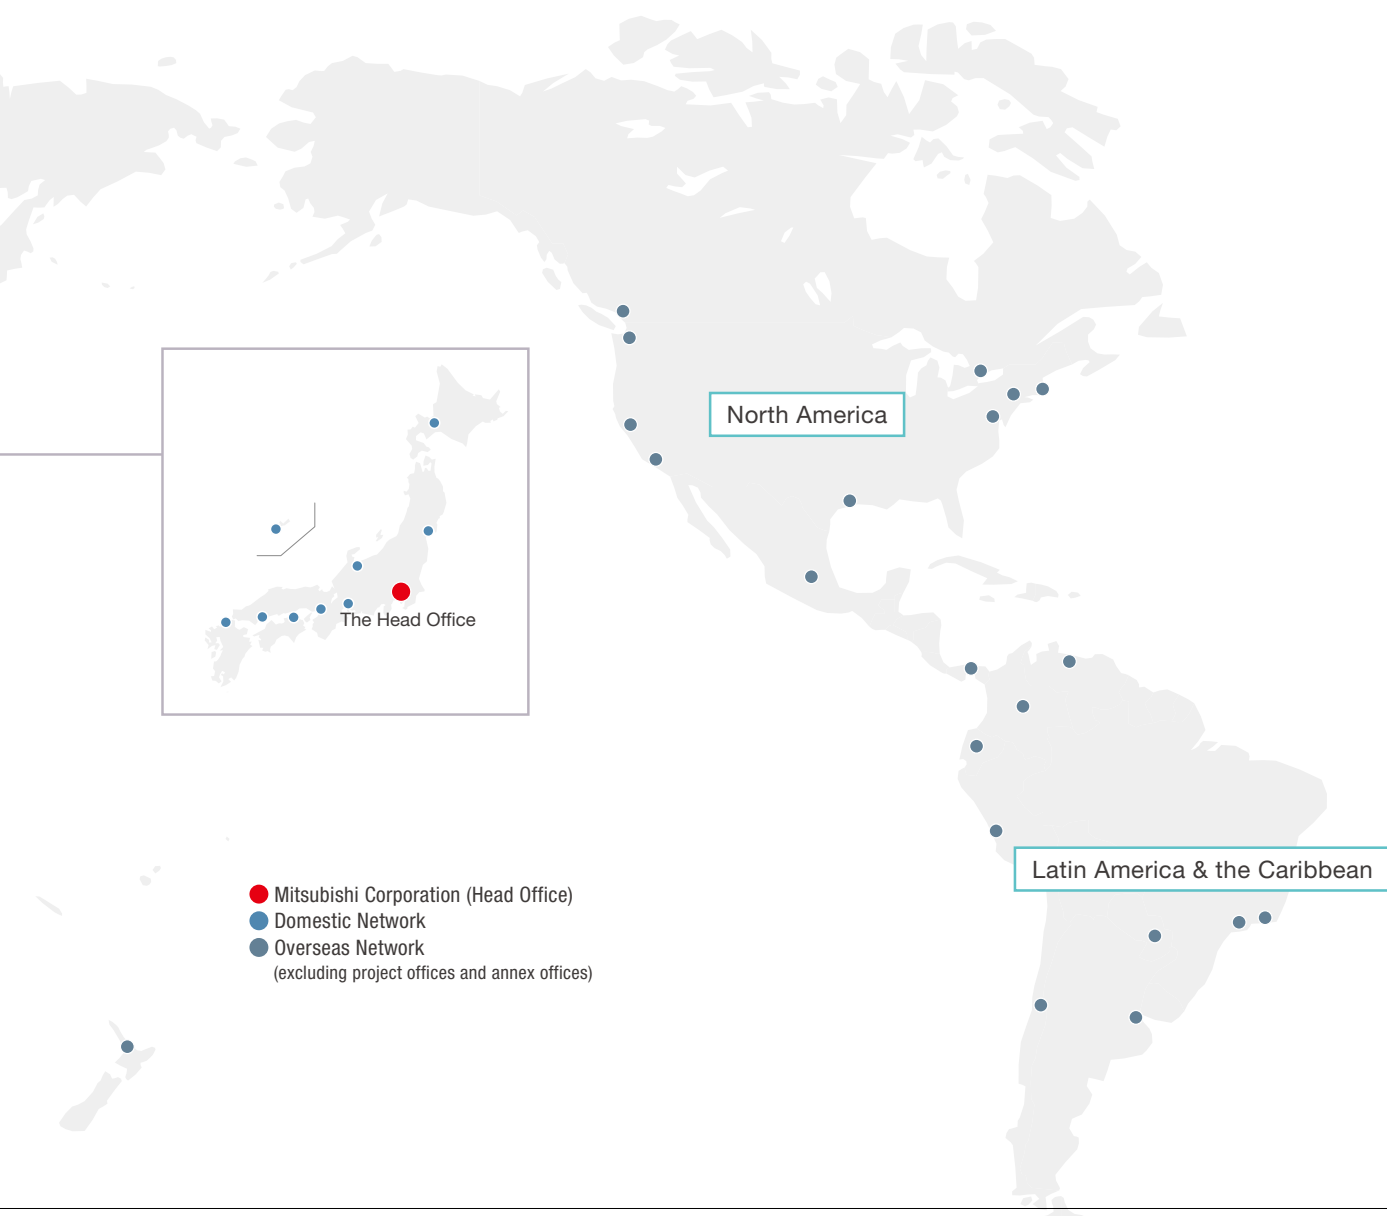 North America
The Head Office
Latin America & the Caribbean
Mitsubishi Corporation (Head Office)
Domestic Network
Overseas Network
(excluding project offices and annex offices)